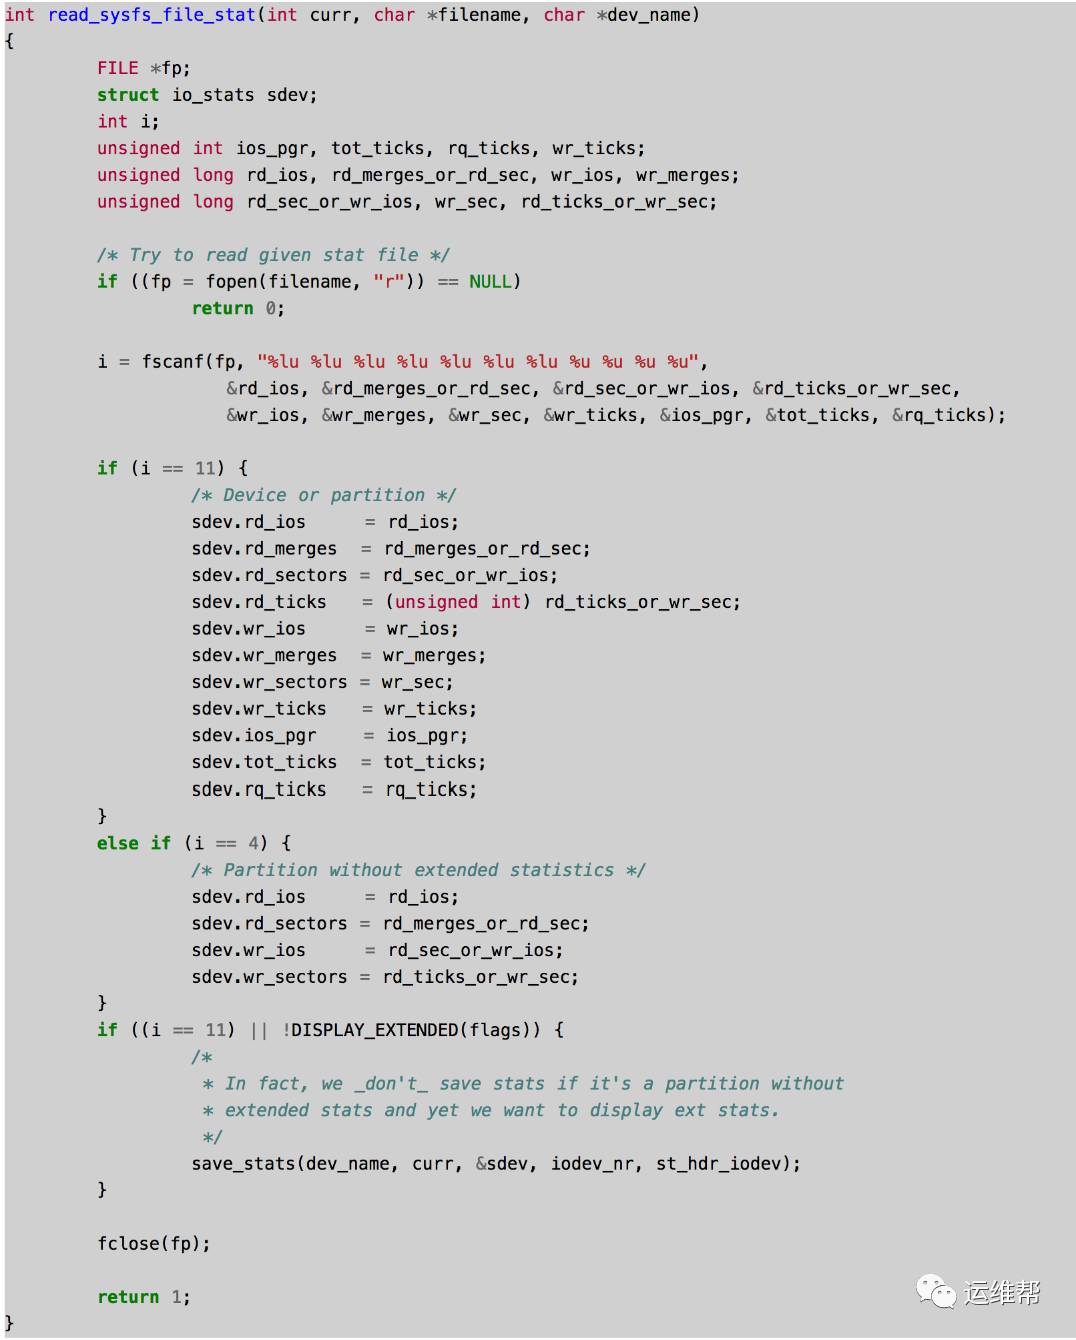 int read_sysfs_file_stat(int curr, char *filename, char *dev_name)
{
        FILE *fp;
        struct io_stats sdev;
        int i;
        unsigned int ios_pgr, tot_ticks, rq_ticks, wr_ticks;
        unsigned long rd_ios, rd_merges_or_rd_sec, wr_ios, wr_merges;
        unsigned long rd_sec_or_wr_ios, wr_sec, rd_ticks_or_wr_sec;

        /* Try to read given stat file */
        if ((fp = fopen(filename, "r")) == NULL)
                return 0;

        i = fscanf(fp, "%lu %lu %lu %lu %lu %lu %lu %u %u %u %u",
                   &rd_ios, &rd_merges_or_rd_sec, &rd_sec_or_wr_ios, &rd_ticks_or_wr_sec,
                   &wr_ios, &wr_merges, &wr_sec, &wr_ticks, &ios_pgr, &tot_ticks, &rq_ticks);

        if (i == 11) {
                /* Device or partition */
                sdev.rd_ios     = rd_ios;
                sdev.rd_merges  = rd_merges_or_rd_sec;
                sdev.rd_sectors = rd_sec_or_wr_ios;
                sdev.rd_ticks   = (unsigned int) rd_ticks_or_wr_sec;
                sdev.wr_ios     = wr_ios;
                sdev.wr_merges  = wr_merges;
                sdev.wr_sectors = wr_sec;
                sdev.wr_ticks   = wr_ticks;
                sdev.ios_pgr    = ios_pgr;
                sdev.tot_ticks  = tot_ticks;
                sdev.rq_ticks   = rq_ticks;
        }
        else if (i == 4) {
                /* Partition without extended statistics */
                sdev.rd_ios     = rd_ios;
                sdev.rd_sectors = rd_merges_or_rd_sec;
                sdev.wr_ios     = rd_sec_or_wr_ios;
                sdev.wr_sectors = rd_ticks_or_wr_sec;
        }
        if ((i == 11) || !DISPLAY_EXTENDED(flags)) {
                /*
                 * In fact, we _don't_ save stats if it's a partition without
                 * extended stats and yet we want to display ext stats.
                 */
                save_stats(dev_name, curr, &sdev, iodev_nr, st_hdr_iodev);
        }

        fclose(fp);

        return 1;
}
运维帮